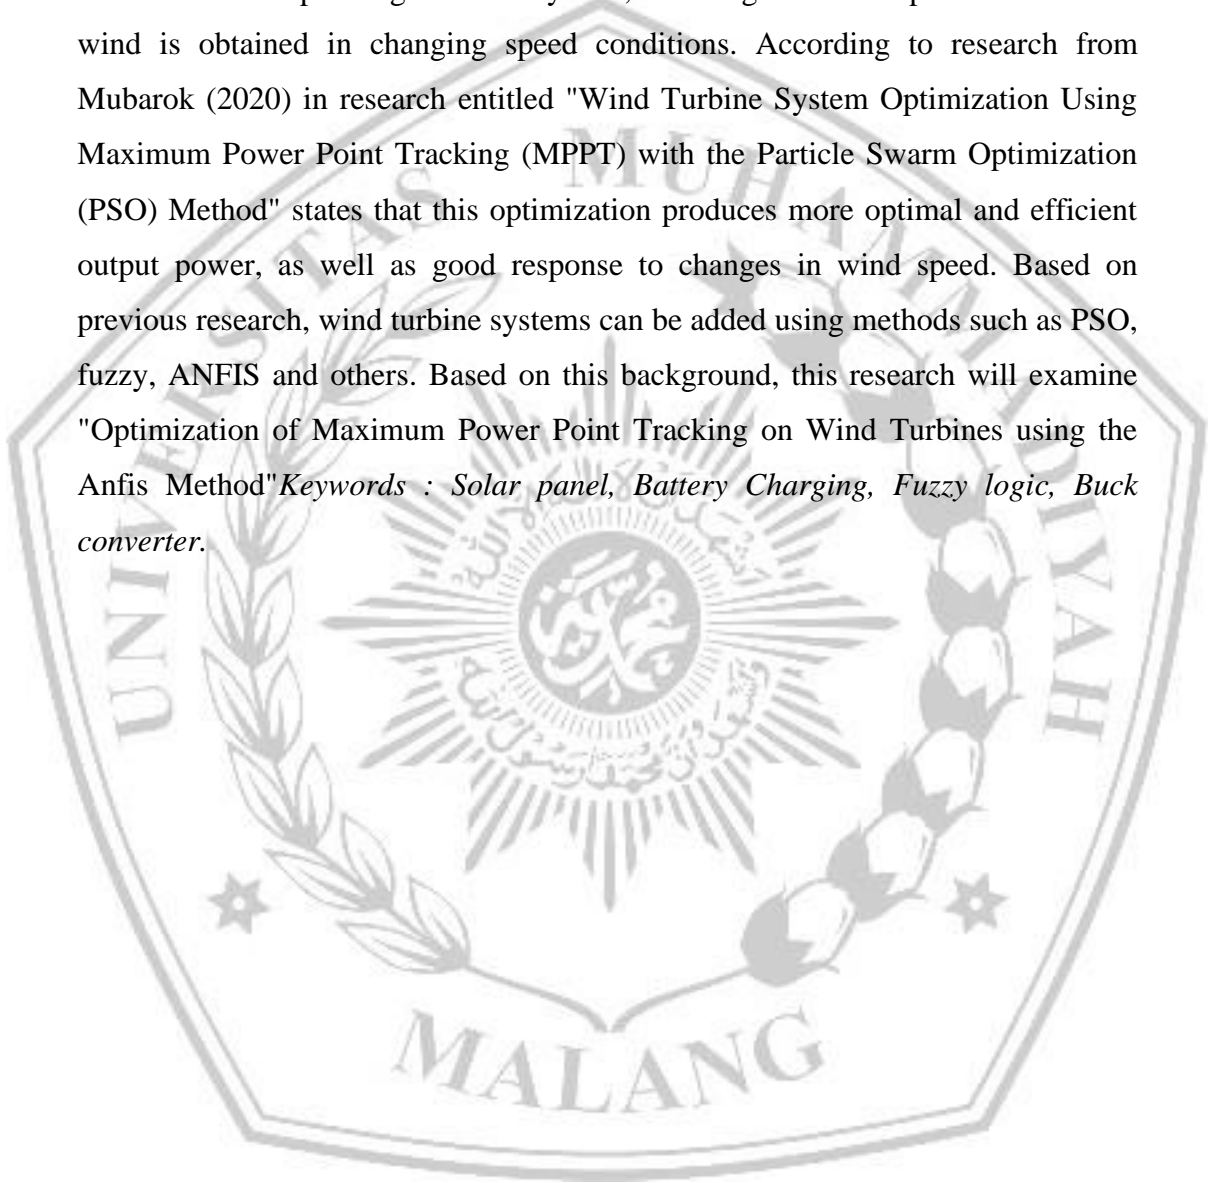 wind is obtained in changing speed conditions. According to research from
Mubarok (2020) in research entitled "Wind Turbine System Optimization Using
Maximum Power Point Tracking (MPPT) with the Particle Swarm Optimization
(PSO) Method" states that this optimization produces more optimal and efficient
output power, as well as good response to changes in wind speed. Based on
previous research, wind turbine systems can be added using methods such as PSO,
fuzzy, ANFIS and others. Based on this background, this research will examine
"Optimization of Maximum Power Point Tracking on Wind Turbines using the
Anfis Method"Keywords : Solar panel, Battery Charging, Fuzzy logic, Buck
converter.
UNIVERSITAS MUHAMMADIYAH
MALANG